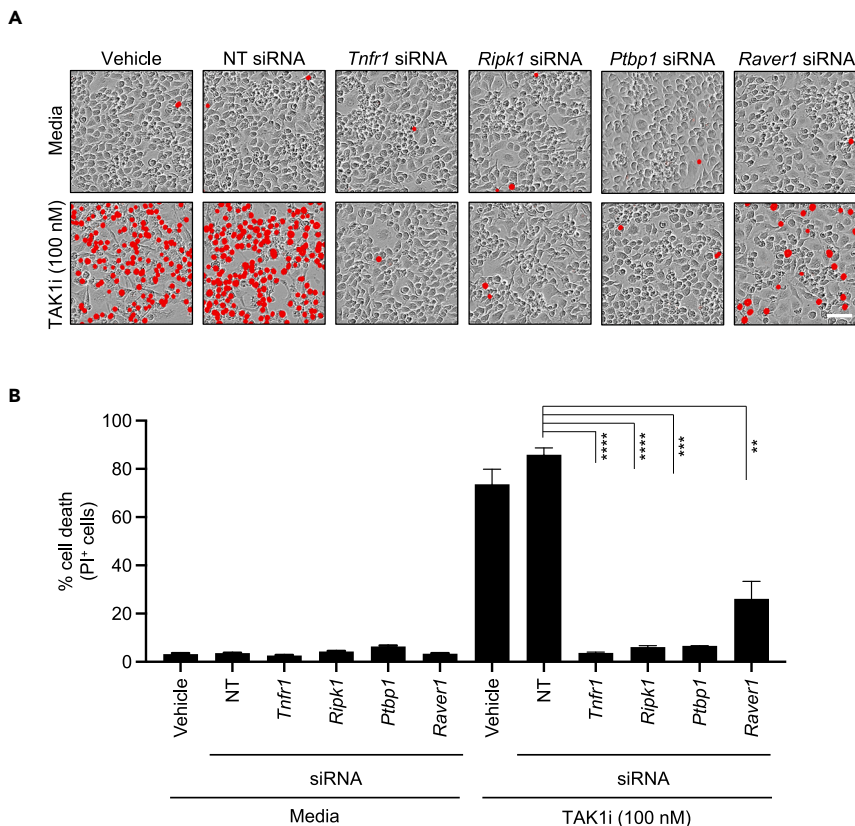 A
Vehicle
NT siRNA
Tnfr1 siRNA
Ripk1 siRNA
Ptbp1 siRNA
Raver1 siRNA
Media
TAK1i (100 nM)
B
% cell death
(PI⁺ cells)
100
80
60
40
20
0
****
****
***
**
Vehicle
NT
Tnfr1
Ripk1
Ptbp1
Raver1
Vehicle
NT
Tnfr1
Ripk1
Ptbp1
Raver1
siRNA
siRNA
Media
TAK1i (100 nM)